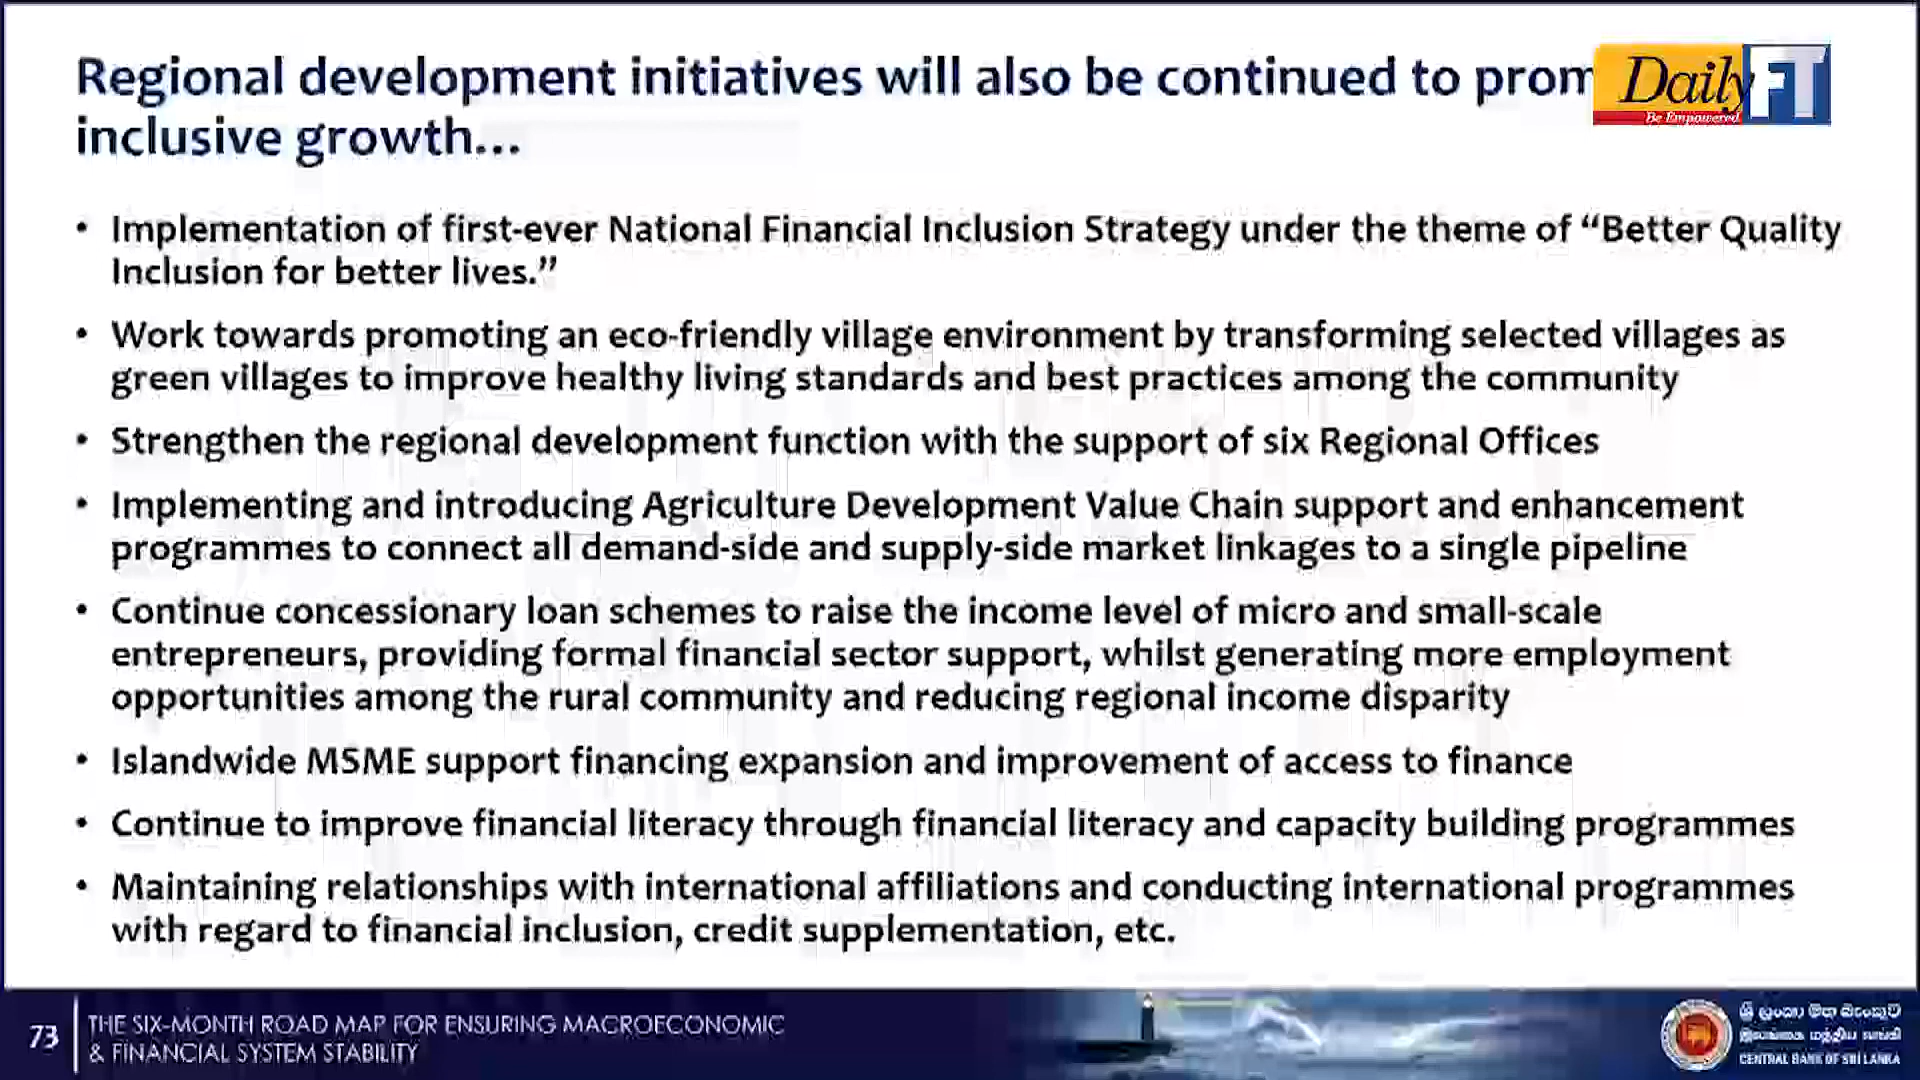 Regional development initiatives will also be continued to prom
Daily FT
Be Empowered
inclusive growth...
• Implementation of first-ever National Financial Inclusion Strategy under the theme of “Better Quality
Inclusion for better lives.”
• Work towards promoting an eco-friendly village environment by transforming selected villages as
green villages to improve healthy living standards and best practices among the community
• Strengthen the regional development function with the support of six Regional Offices
• Implementing and introducing Agriculture Development Value Chain support and enhancement
programmes to connect all demand-side and supply-side market linkages to a single pipeline
• Continue concessionary loan schemes to raise the income level of micro and small-scale
entrepreneurs, providing formal financial sector support, whilst generating more employment
opportunities among the rural community and reducing regional income disparity
• Islandwide MSME support financing expansion and improvement of access to finance
• Continue to improve financial literacy through financial literacy and capacity building programmes
• Maintaining relationships with international affiliations and conducting international programmes
with regard to financial inclusion, credit supplementation, etc.
73
THE SIX-MONTH ROAD MAP FOR ENSURING MACROECONOMIC
& FINANCIAL SYSTEM STABILITY
ශ්‍රී ලංකා මහ බැංකුව
இலங்கை மத்திய வங்கி
CENTRAL BANK OF SRI LANKA